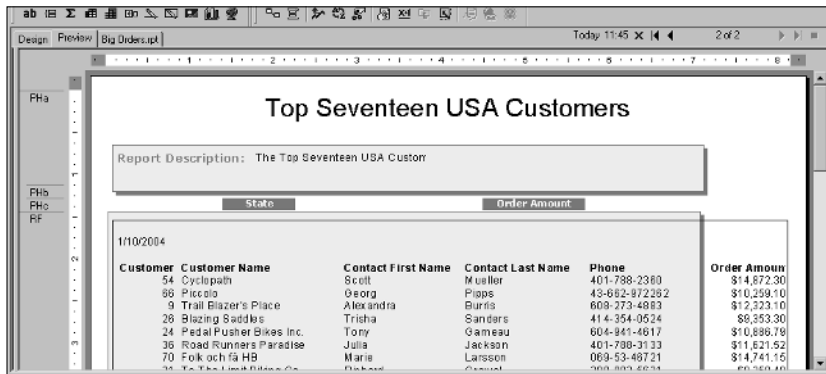 Design Preview Big Orders.rpt Today 11:45 2 of 2
PHa
Top Seventeen USA Customers
Report Description: The Top Seventeen USA Custom
PHb
PHc
State Order Amount
RF
1/10/2004
Customer Customer Name Contact First Name Contact Last Name Phone Order Amoun
54 Cyclopath Scott Mueller 401-788-2360 $14,872.30
66 Piccolo Georg Pipps 43-662-972262 $10,259.10
9 Trail Blazer's Place Alexandra Burris 608-273-4883 $12,323.10
26 Blazing Saddles Trisha Sanders 414-354-0524 $9,353.30
24 Pedal Pusher Bikes Inc. Tony Gameau 604-941-4617 $10,886.79
36 Road Runners Paradise Julia Jackson 401-788-3133 $11,621.52
70 Folk och få HB Marie Larsson 069-53-46721 $14,741.15